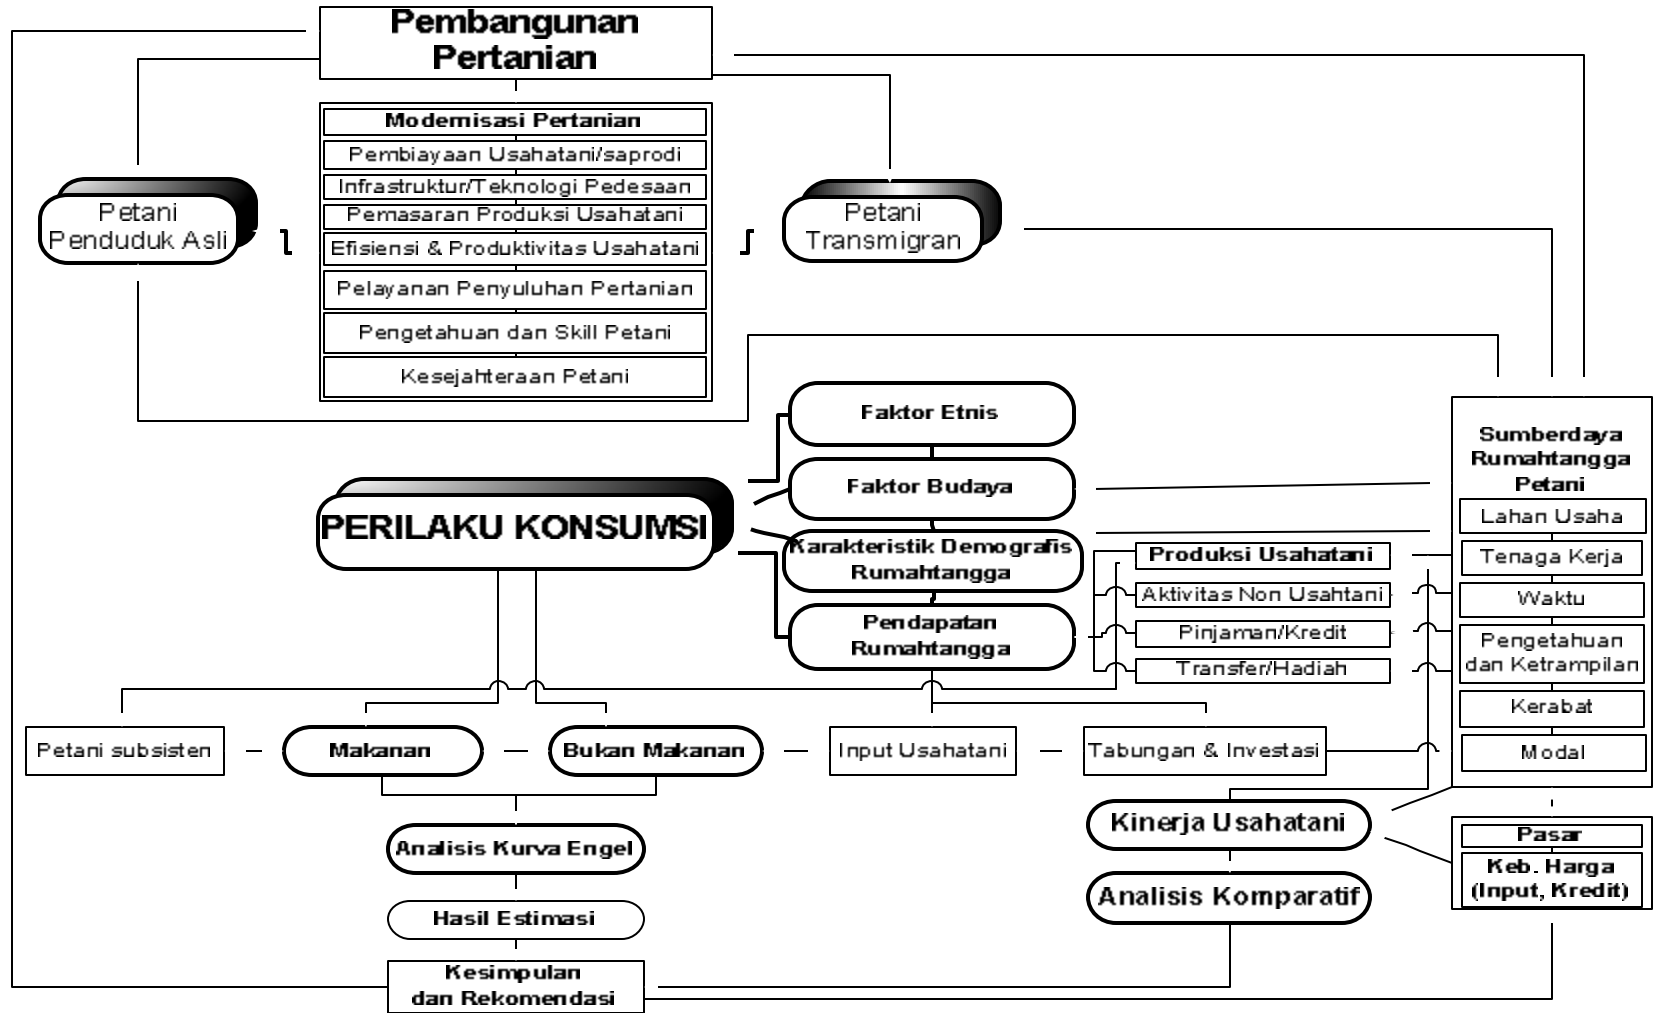 Pembangunan
Pertanian
Modernisasi Pertanian
Pembiayaan Usahatani/saprodi
Infrastruktur/Teknologi Pedesaan
Pemasaran Produksi Usahatani
Efisiensi & Produktivitas Usahatani
Pelayanan Penyuluhan Pertanian
Pengetahuan dan Skill Petani
Kesejahteraan Petani
Petani
Penduduk Asli
Petani
Transmigran
Faktor Etnis
Faktor Budaya
Karakteristik Demografis
Rumahtangga
Pendapatan
Rumahtangga
PERILAKU KONSUMSI
Produksi Usahatani
Aktivitas Non Usahtani
Pinjaman/Kredit
Transfer/Hadiah
Sumberdaya
Rumahtangga
Petani
Lahan Usaha
Tenaga Kerja
Waktu
Pengetahuan
dan Ketrampilan
Kerabat
Modal
Petani subsisten
Makanan
Bukan Makanan
Input Usahatani
Tabungan & Investasi
Kinerja Usahatani
Analisis Komparatif
Pasar
Keb. Harga
(Input, Kredit)
Analisis Kurva Engel
Hasil Estimasi
Kesimpulan
dan Rekomendasi